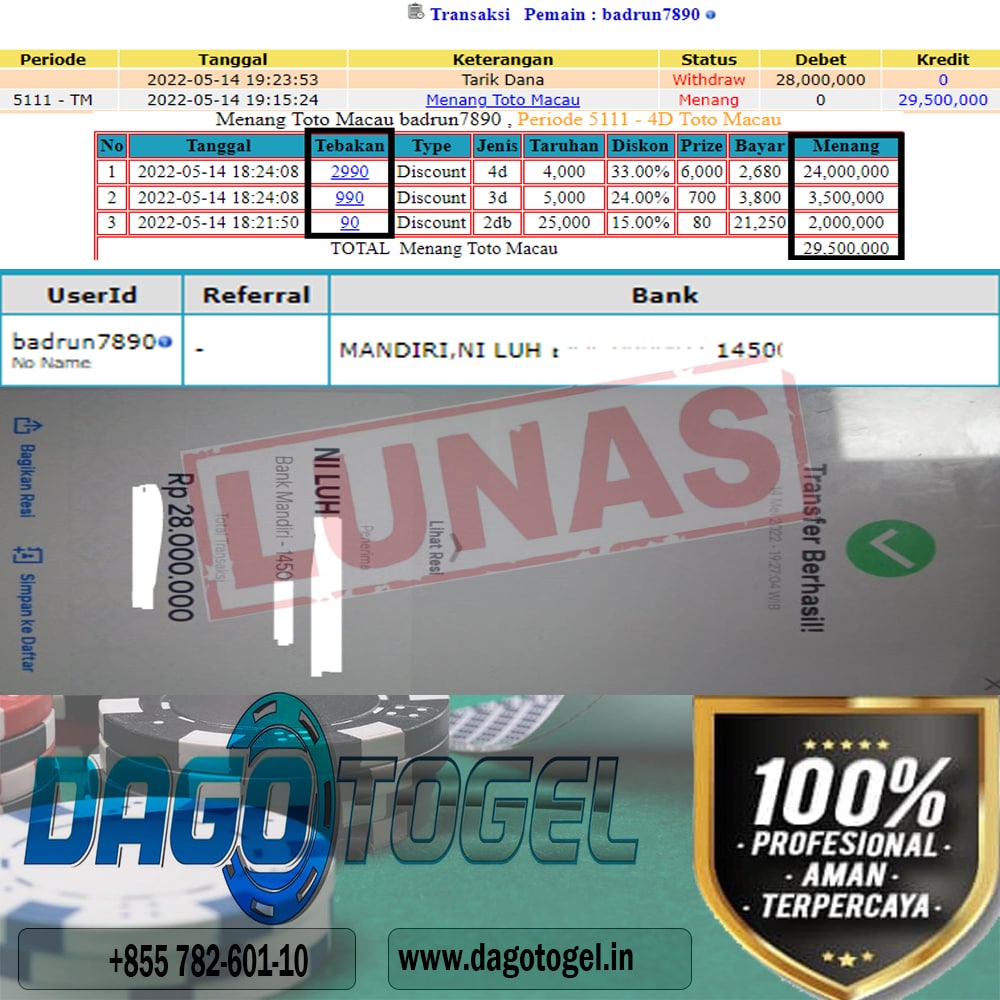 Transaksi Pemain : badrun7890
Periode Tanggal Keterangan Status Debet Kredit
2022-05-14 19:23:53 Tarik Dana Withdraw 28,000,000 0
5111 - TM 2022-05-14 19:15:24 Menang Toto Macau Menang 0 29,500,000
Menang Toto Macau badrun7890 , Periode 5111 - 4D Toto Macau
No Tanggal Tebakan Type Jenis Taruhan Diskon Prize Bayar Menang
1 2022-05-14 18:24:08 2990 Discount 4d 4,000 33.00% 6,000 2,680 24,000,000
2 2022-05-14 18:24:08 990 Discount 3d 5,000 24.00% 700 3,800 3,500,000
3 2022-05-14 18:21:50 90 Discount 2db 25,000 15.00% 80 21,250 2,000,000
TOTAL Menang Toto Macau 29,500,000
UserId Referral Bank
badrun7890 - MANDIRI,NI LUH 1450
No Name
LUNAS
Transfer Berhasil!
14 Mei 2022 - 19:27:04 WIB
Lihat Resi
Penerima
NI LUH
Bank Mandiri - 1450
Total Transaksi
Rp 28.000.000
Bagikan Resi
Simpan ke Daftar
DAGOTOGEL
100%
· PROFESIONAL ·
· AMAN ·
· TERPERCAYA ·
+855 782-601-10
www.dagotogel.in